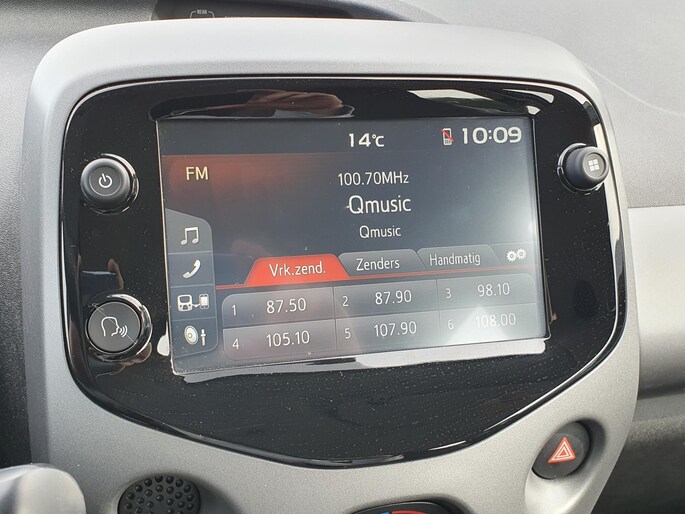 14°C 10:09
FM
100.70MHz
Qmusic
Qmusic
Vrk.zend. Zenders Handmatig
1 87.50 2 87.90 3 98.10
4 105.10 5 107.90 6 108.00